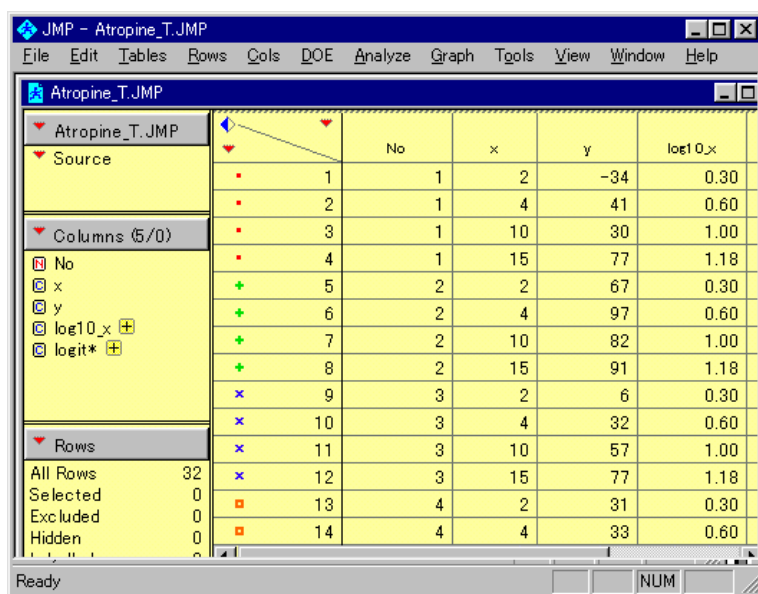 JMP - Atropine_T.JMP
File Edit Tables Rows Cols DOE Analyze Graph Tools View Window Help
Atropine_T.JMP
Atropine_T.JMP
Source
Columns (5/0)
N No
C x
C y
C log10_x
C logit*
Rows
All Rows 32
Selected 0
Excluded 0
Hidden 0
No x y log10_x
1 1 2 -34 0.30
2 1 4 41 0.60
3 1 10 30 1.00
4 1 15 77 1.18
5 2 2 67 0.30
6 2 4 97 0.60
7 2 10 82 1.00
8 2 15 91 1.18
9 3 2 6 0.30
10 3 4 32 0.60
11 3 10 57 1.00
12 3 15 77 1.18
13 4 2 31 0.30
14 4 4 33 0.60
Ready NUM